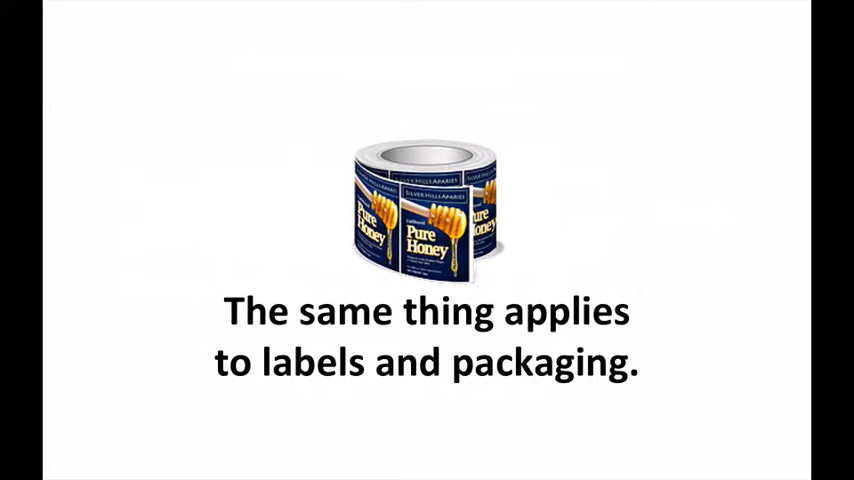 SILVER HILLS APARIES
Pure
Honey
SILVER HILLS APARIES
Pure
Honey
The same thing applies
to labels and packaging.